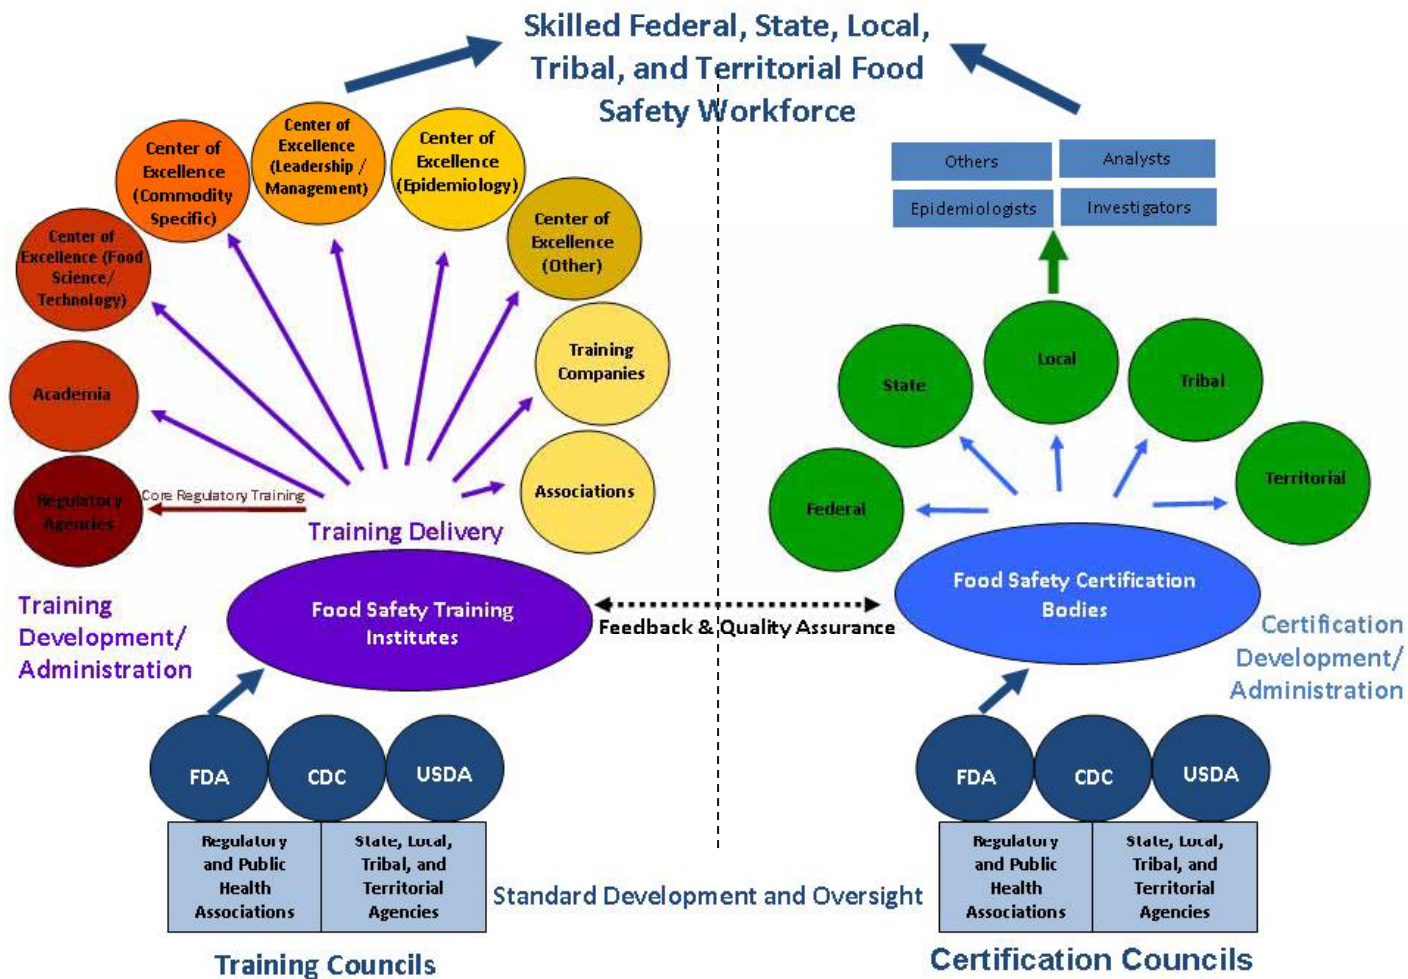 Skilled Federal, State, Local,
Tribal, and Territorial Food
Safety Workforce
Center of
Excellence
(Leadership /
Management)
Center of
Excellence
(Commodity
Specific)
Center of
Excellence
(Epidemiology)
Center of
Excellence (Food
Science/
Technology)
Center of
Excellence
(Other)
Academia
Training
Companies
Regulatory
Agencies
Core Regulatory Training
Associations
Training Delivery
Food Safety Training
Institutes
Training
Development/
Administration
Feedback & Quality Assurance
Others
Analysts
Epidemiologists
Investigators
Local
State
Tribal
Federal
Territorial
Food Safety Certification
Bodies
Certification
Development/
Administration
FDA
CDC
USDA
Regulatory
and Public
Health
Associations
State, Local,
Tribal, and
Territorial
Agencies
Training Councils
Standard Development and Oversight
FDA
CDC
USDA
Regulatory
and Public
Health
Associations
State, Local,
Tribal, and
Territorial
Agencies
Certification Councils